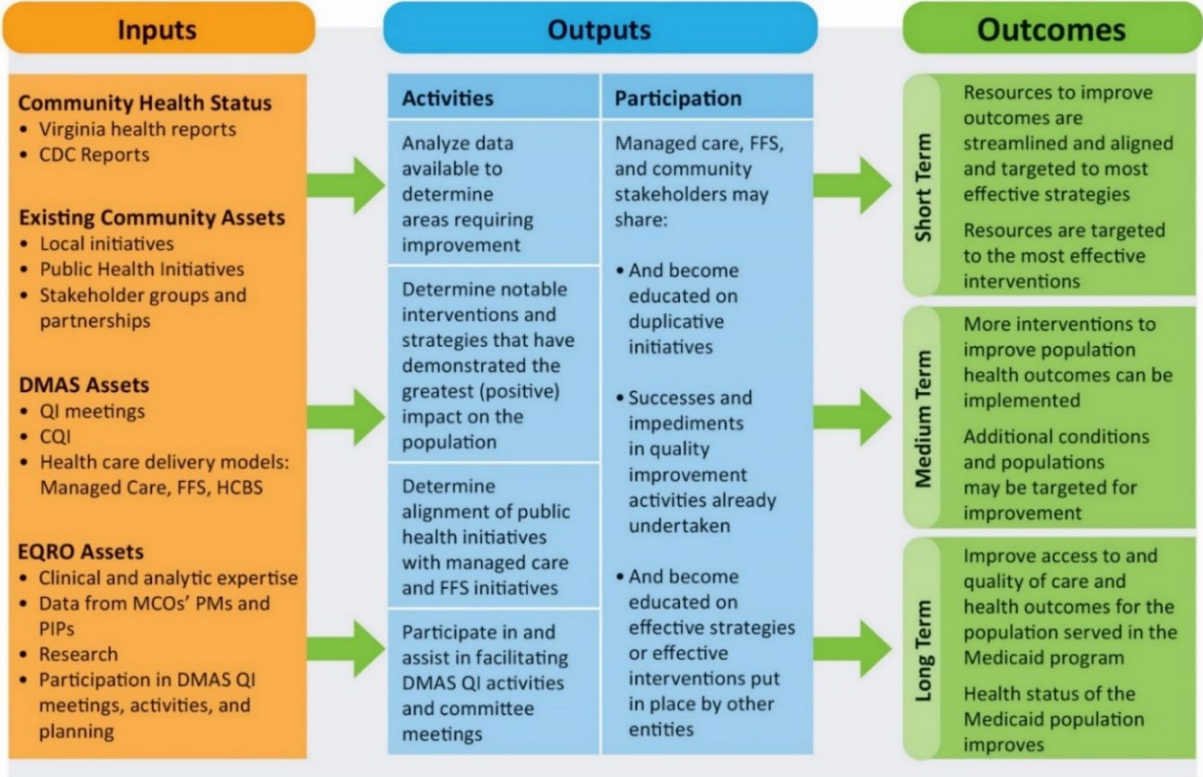 Inputs
Community Health Status
• Virginia health reports
• CDC Reports
Existing Community Assets
• Local initiatives
• Public Health Initiatives
• Stakeholder groups and
partnerships
DMAS Assets
• QI meetings
• CQI
• Health care delivery models:
Managed Care, FFS, HCBS
EQRO Assets
• Clinical and analytic expertise
• Data from MCOs’ PMs and
PIPs
• Research
• Participation in DMAS QI
meetings, activities, and
planning
Outputs
Activities
Analyze data
available to
determine
areas requiring
improvement
Determine notable
interventions and
strategies that have
demonstrated the
greatest (positive)
impact on the
population
Determine
alignment of public
health initiatives
with managed care
and FFS initiatives
Participate in and
assist in facilitating
DMAS QI activities
and committee
meetings
Participation
Managed care, FFS,
and community
stakeholders may
share:
• And become
educated on
duplicative
initiatives
• Successes and
impediments
in quality
improvement
activities already
undertaken
• And become
educated on
effective strategies
or effective
interventions put
in place by other
entities
Outcomes
Short Term
Resources to improve
outcomes are
streamlined and aligned
and targeted to most
effective strategies
Resources are targeted
to the most effective
interventions
Medium Term
More interventions to
improve population
health outcomes can be
implemented
Additional conditions
and populations
may be targeted for
improvement
Long Term
Improve access to and
quality of care and
health outcomes for the
population served in the
Medicaid program
Health status of the
Medicaid population
improves